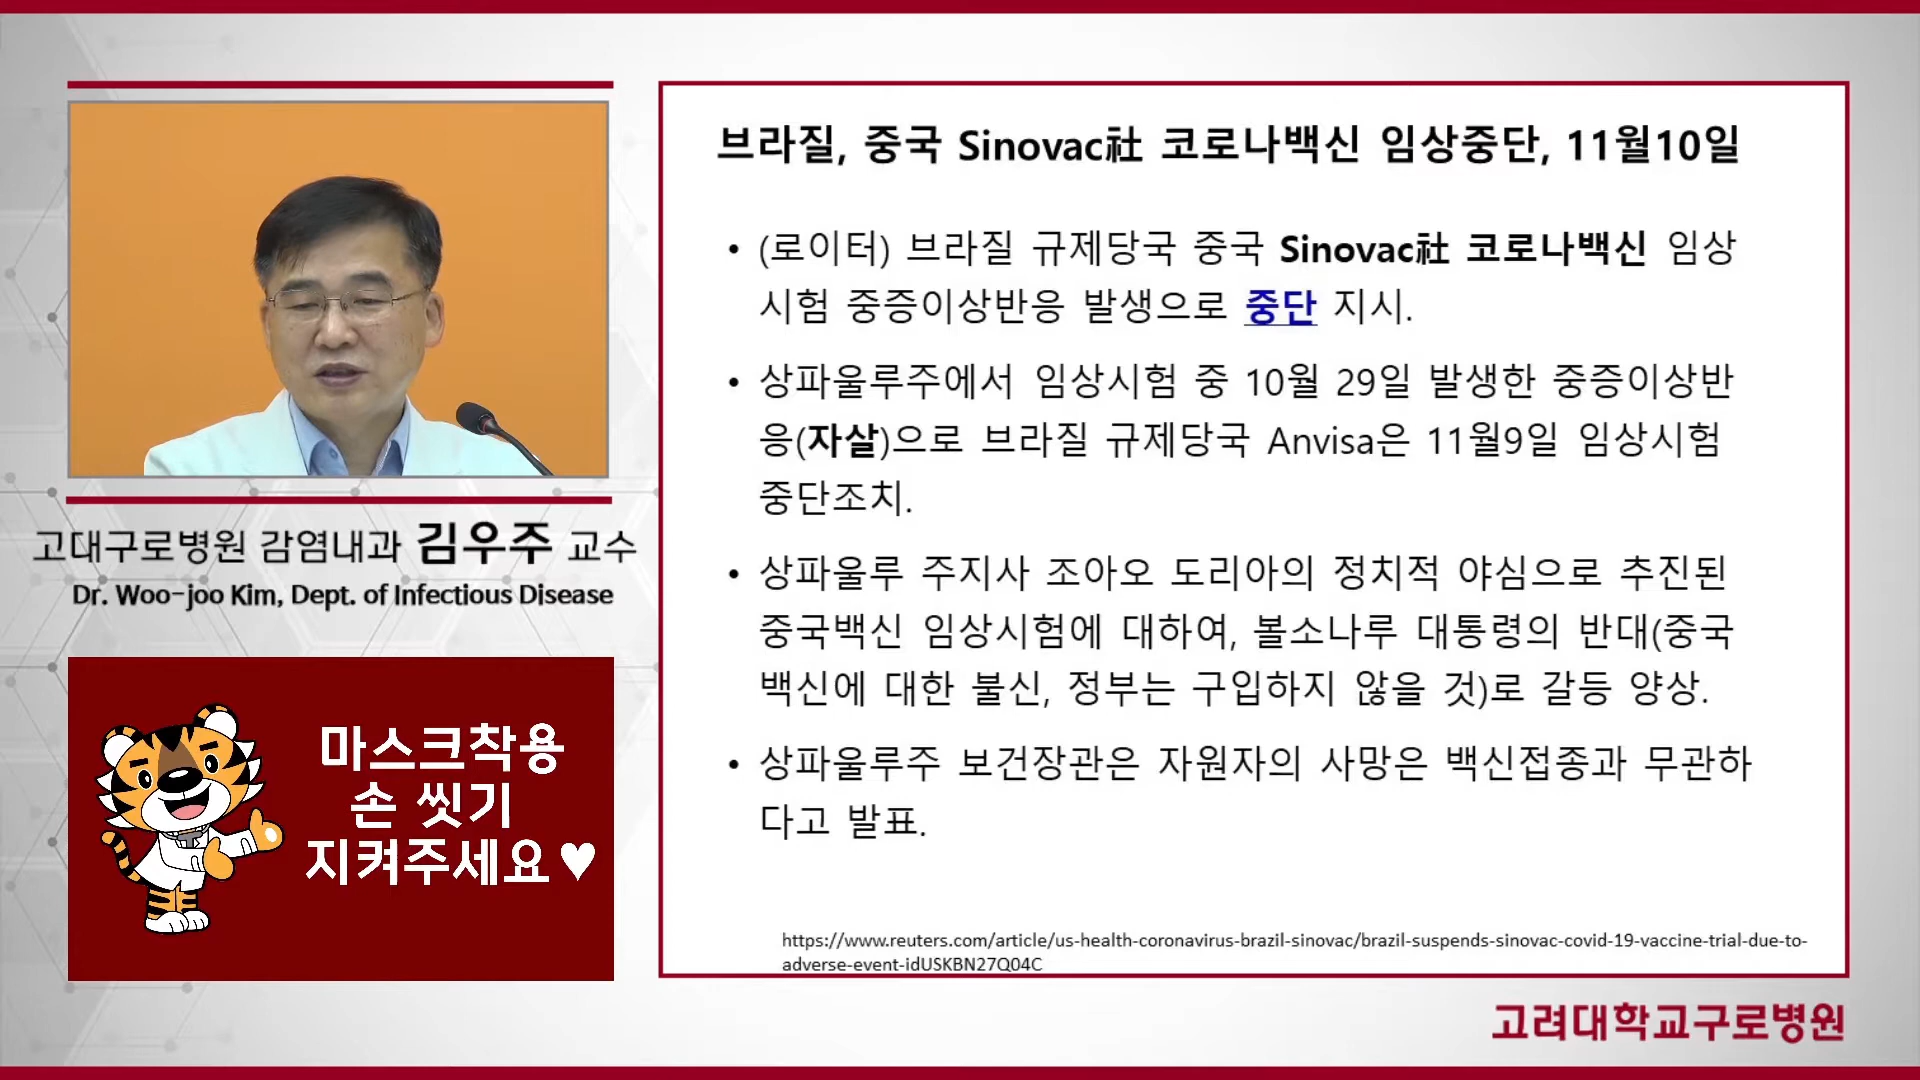 고대구로병원 감염내과 김우주 교수
Dr. Woo-joo Kim, Dept. of Infectious Disease
마스크착용
손 씻기
지켜주세요♥
브라질, 중국 Sinovac社 코로나백신 임상중단, 11월10일
• (로이터) 브라질 규제당국 중국 Sinovac社 코로나백신 임상
시험 중증이상반응 발생으로 중단 지시.
• 상파울루주에서 임상시험 중 10월 29일 발생한 중증이상반
응(자살)으로 브라질 규제당국 Anvisa은 11월9일 임상시험
중단조치.
• 상파울루 주지사 조아오 도리아의 정치적 야심으로 추진된
중국백신 임상시험에 대하여, 볼소나루 대통령의 반대(중국
백신에 대한 불신, 정부는 구입하지 않을 것)로 갈등 양상.
• 상파울루주 보건장관은 자원자의 사망은 백신접종과 무관하
다고 발표.
https://www.reuters.com/article/us-health-coronavirus-brazil-sinovac/brazil-suspends-sinovac-covid-19-vaccine-trial-due-to-
adverse-event-idUSKBN27Q04C
고려대학교구로병원